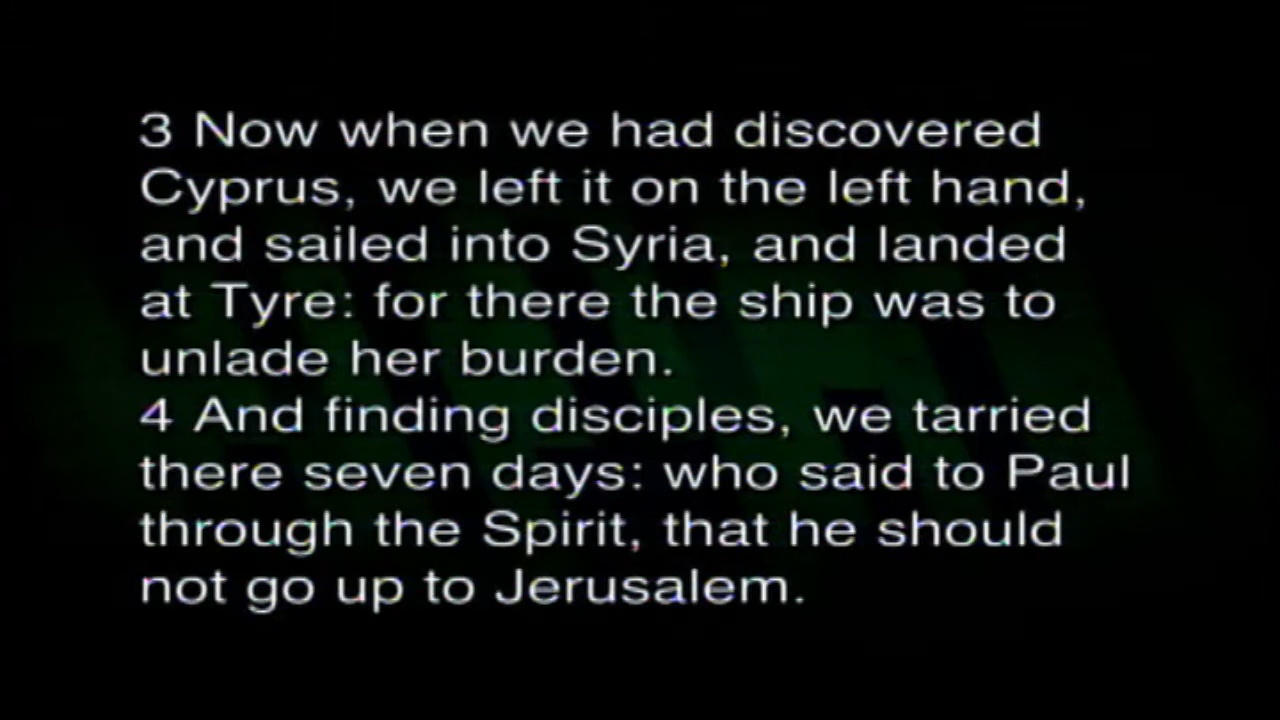 3 Now when we had discovered
Cyprus, we left it on the left hand,
and sailed into Syria, and landed
at Tyre: for there the ship was to
unlade her burden.
4 And finding disciples, we tarried
there seven days: who said to Paul
through the Spirit, that he should
not go up to Jerusalem.